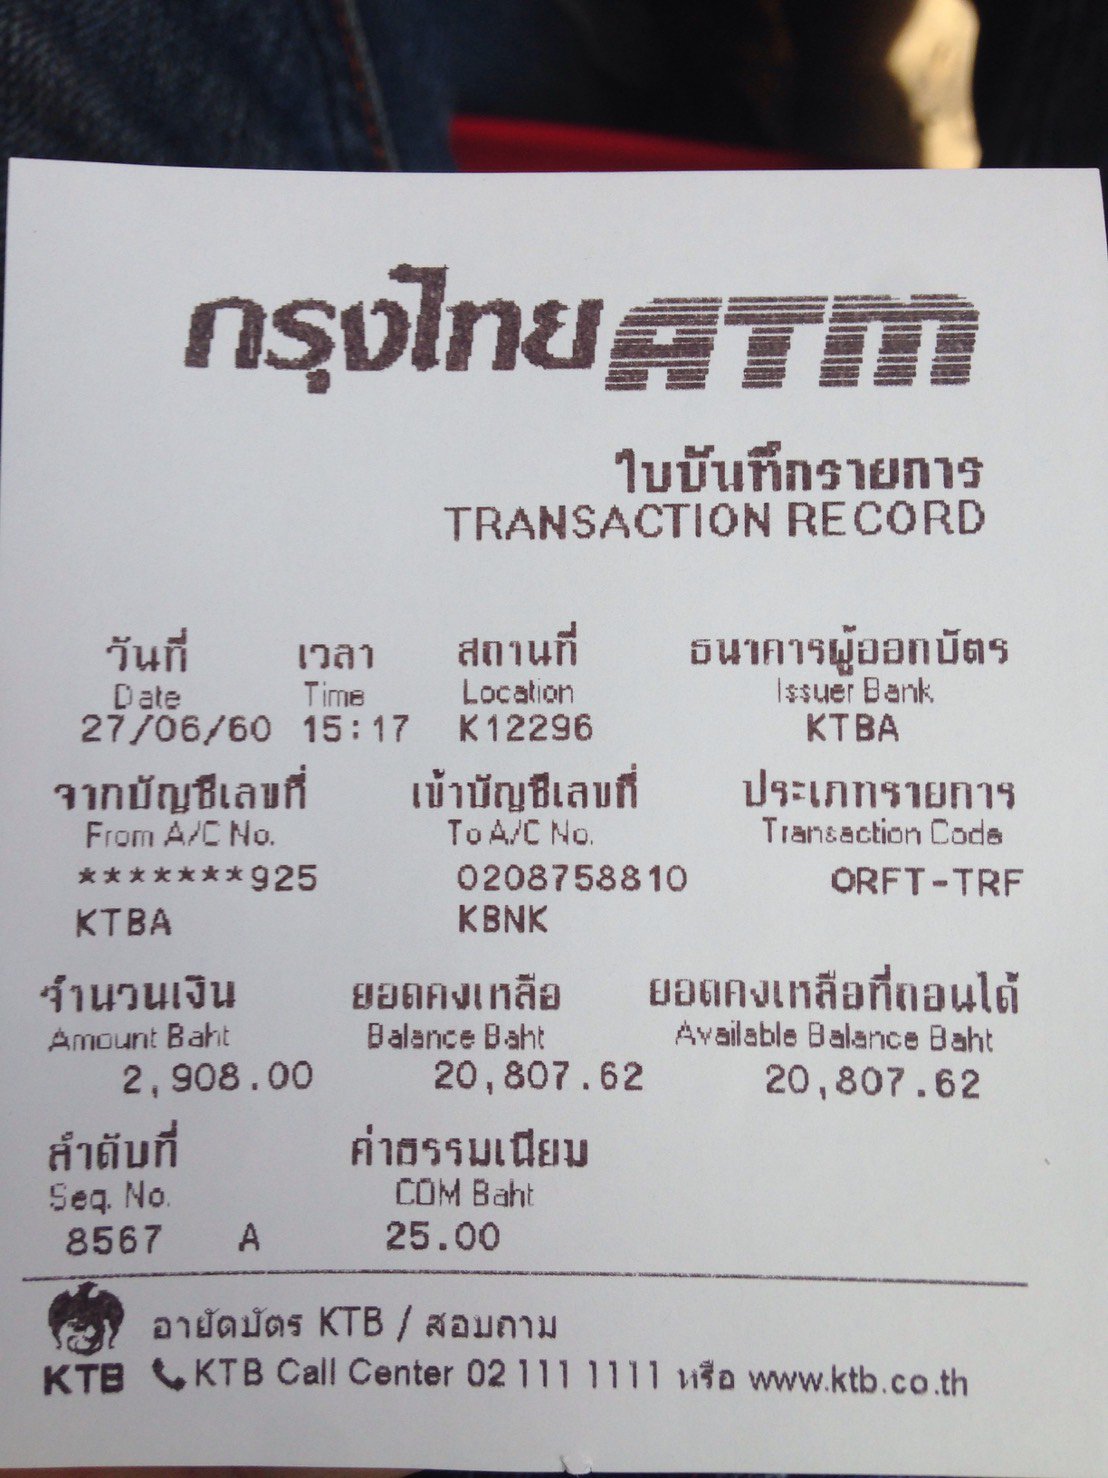 กรุงไทย ATM
ใบบันทึกรายการ
TRANSACTION RECORD
วันที่ เวลา สถานที่ ธนาคารผู้ออกบัตร
Date Time Location Issuer Bank
27/06/60 15:17 K12296 KTBA
จากบัญชีเลขที่ เข้าบัญชีเลขที่ ประเภทรายการ
From A/C No. To A/C No. Transaction Code
*******925 0208758810 ORFT-TRF
KTBA KBNK
จำนวนเงิน ยอดคงเหลือ ยอดคงเหลือที่ถอนได้
Amount Baht Balance Baht Available Balance Baht
2,908.00 20,807.62 20,807.62
ลำดับที่ ค่าธรรมเนียม
Seq. No. COM Baht
8567 A 25.00
อายัดบัตร KTB / สอบถาม
KTB KTB Call Center 02 111 1111 หรือ www.ktb.co.th